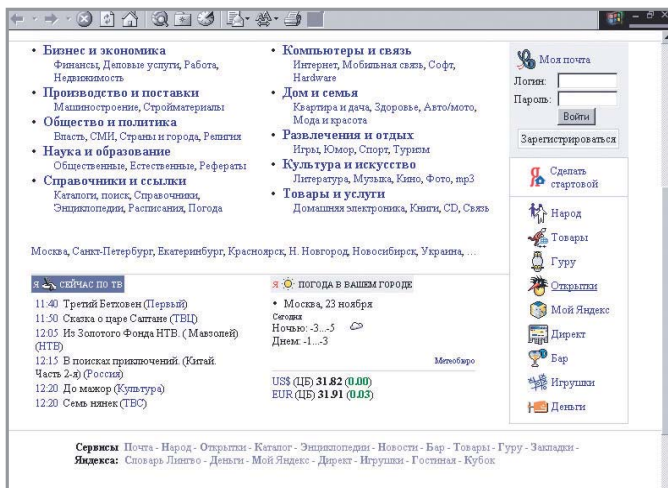 • Бизнес и экономика
Финансы, Деловые услуги, Работа,
Недвижимость
• Производство и поставки
Машиностроение, Стройматериалы
• Общество и политика
Власть, СМИ, Страны и города, Религия
• Наука и образование
Общественные, Естественные, Рефераты
• Справочники и ссылки
Каталоги, поиск, Справочники,
Энциклопедии, Расписания, Погода
• Компьютеры и связь
Интернет, Мобильная связь, Софт,
Hardware
• Дом и семья
Квартира и дача, Здоровье, Авто/мото,
Мода и красота
• Развлечения и отдых
Игры, Юмор, Спорт, Туризм
• Культура и искусство
Литература, Музыка, Кино, Фото, mp3
• Товары и услуги
Домашняя электроника, Книги, CD, Связь
Москва, Санкт-Петербург, Екатеринбург, Красноярск, Н. Новгород, Новосибирск, Украина, ...
Я СЕЙЧАС ПО ТВ
11:40 Третий Бетховен (Первый)
11:50 Сказка о царе Салтане (ТВЦ)
12:05 Из Золотого Фонда НТВ. ( Мавзолей)
(НТВ)
12:15 В поисках приключений. (Китай.
Часть 2-я) (Россия)
12:20 До мажор (Культура)
12:20 Семь нянек (ТВС)
Я ПОГОДА В ВАШЕМ ГОРОДЕ
• Москва, 23 ноября
Сегодня
Ночью: -3...-5
Днем: -1...-3
Метеобюро
US$ (ЦБ) 31.82 (0.00)
EUR (ЦБ) 31.91 (0.03)
Моя почта
Логин:
Пароль:
Войти
Зарегистрироваться
Я Сделать
стартовой
Народ
Товары
Гуру
Открытки
Мой Яндекс
Директ
Бар
Игрушки
Деньги
Сервисы Почта - Народ - Открытки - Каталог - Энциклопедии - Новости - Бар - Товары - Гуру - Закладки -
Яндекса: Словарь Лингво - Деньги - Мой Яндекс - Директ - Игрушки - Гостиная - Кубок